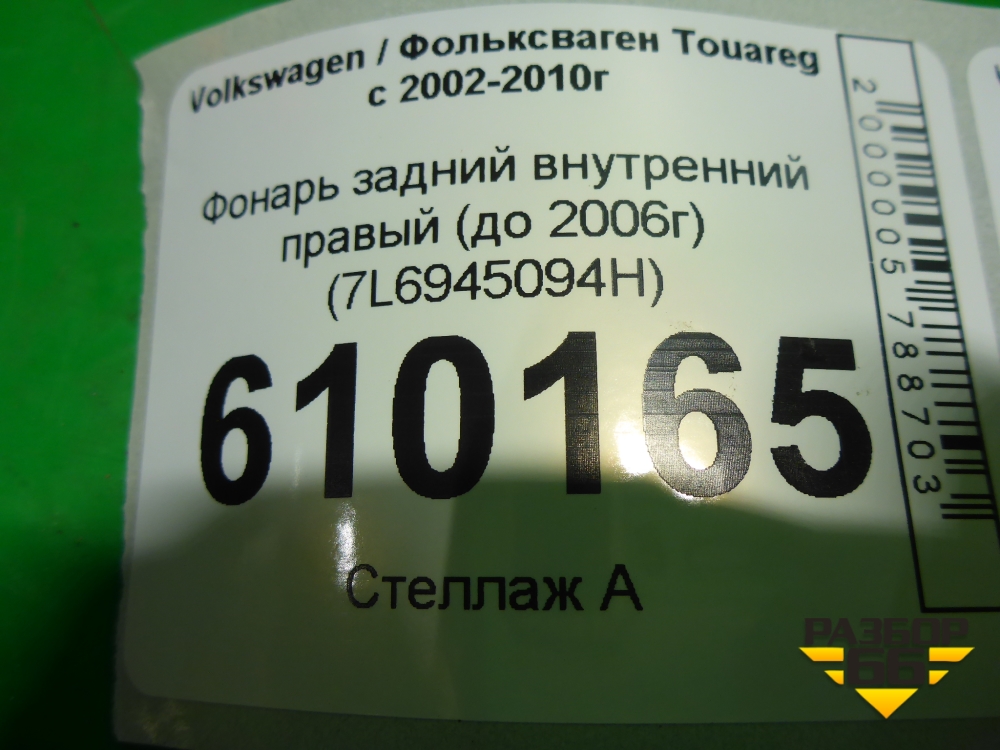 Volkswagen / Фольксваген Touareg
с 2002-2010г
Фонарь задний внутренний
правый (до 2006г)
(7L6945094H)
610165
Стеллаж А
2000005788703
РАЗБОР
66